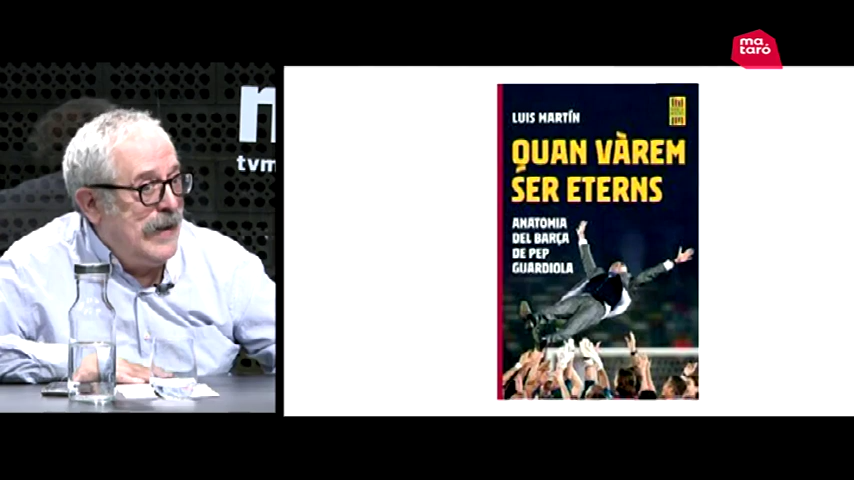 ma
taró
tvm
LUIS MARTÍN
QUAN VÀREM
SER ETERNS
ANATOMIA
DEL BARÇA
DE PEP
GUARDIOLA